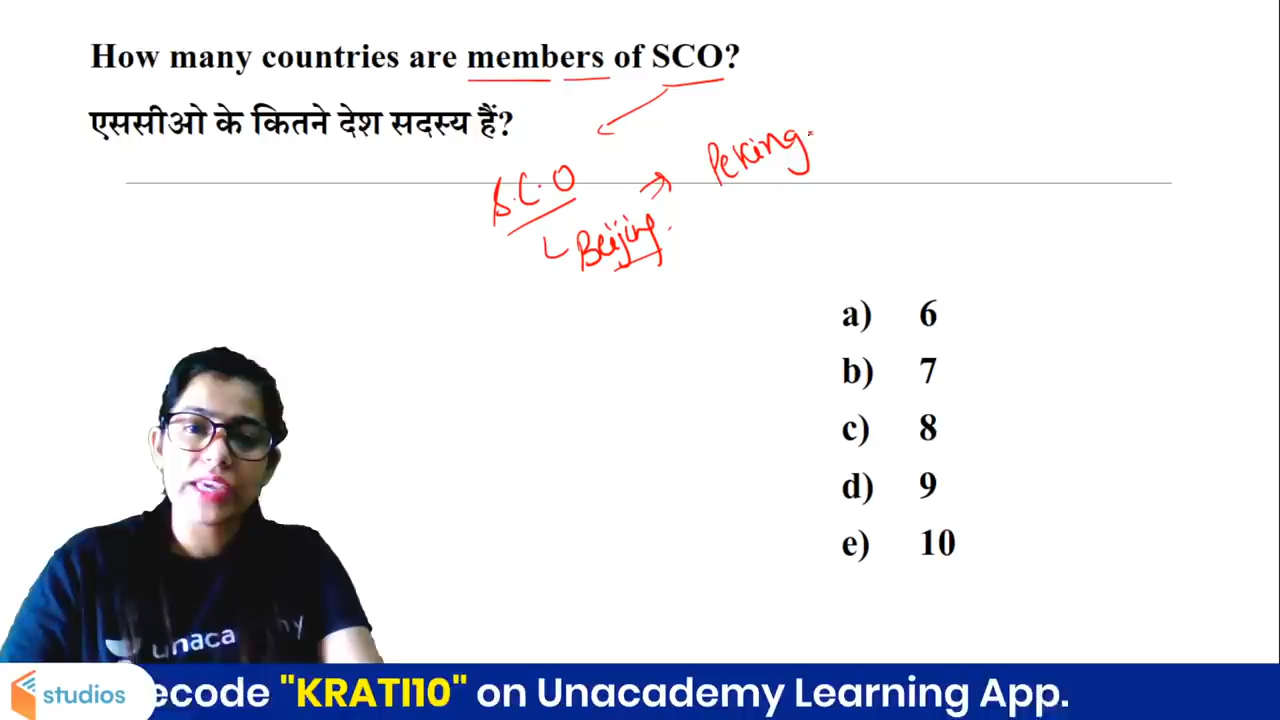 How many countries are members of SCO?
एससीओ के कितने देश सदस्य हैं?
S.C.O
Beijing.
Peking
a) 6
b) 7
c) 8
d) 9
e) 10
unacademy
studios
ecode "KRATI10" on Unacademy Learning App.